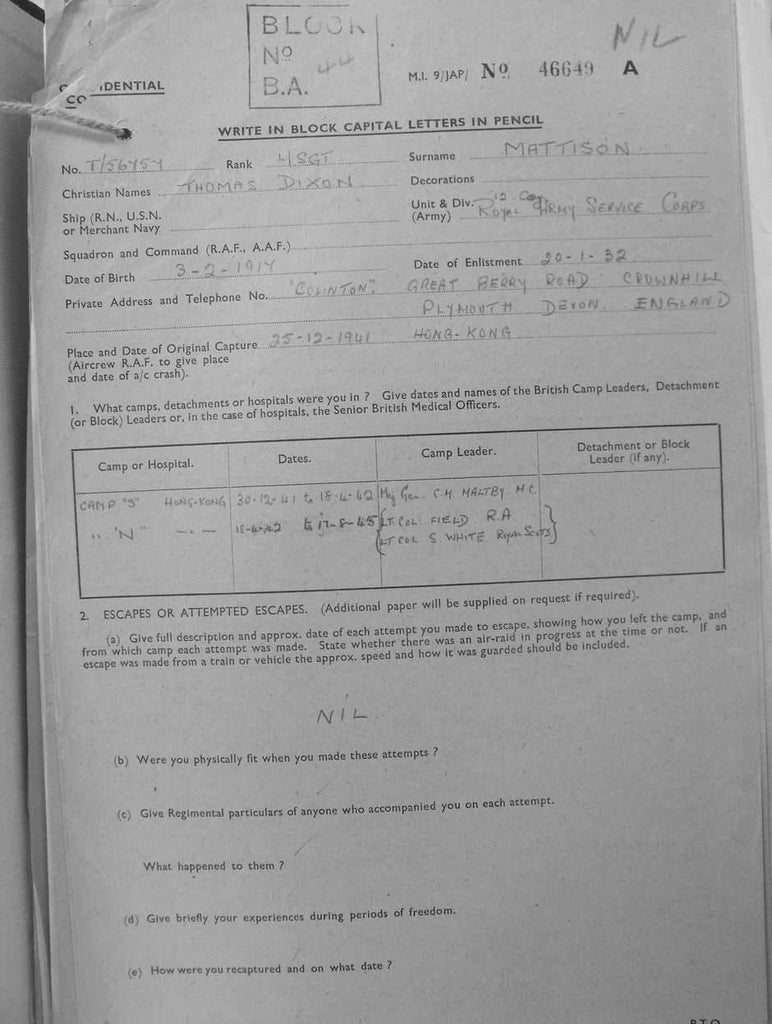 BLOCK
No 44
B.A.
NIL
IDENTIAL
CO
M.I. 9/JAP/ No. 46649 A
WRITE IN BLOCK CAPITAL LETTERS IN PENCIL
No. T/56757 Rank L/SGT Surname MATTISON
Christian Names THOMAS DIXON Decorations
Ship (R.N., U.S.N. or Merchant Navy Unit & Div. (Army) 12 Coy ROYAL ARMY SERVICE CORPS
Squadron and Command (R.A.F., A.A.F.)
Date of Birth 3-2-1917 Date of Enlistment 20-1-32
Private Address and Telephone No. "COLINTON" GREAT BERRY ROAD CROWNHILL
PLYMOUTH DEVON. ENGLAND
Place and Date of Original Capture 25-12-1941 HONG-KONG
(Aircrew R.A.F. to give place
and date of a/c crash).
1. What camps, detachments or hospitals were you in ? Give dates and names of the British Camp Leaders, Detachment
(or Block) Leaders or, in the case of hospitals, the Senior British Medical Officers.
Camp or Hospital. Dates. Camp Leader. Detachment or Block Leader (if any).
CAMP "S" HONG-KONG 30-12-41 to 18-4-42 Maj Gen. C.M. MALTBY M.C
" "N" — · — 18-4-42 to 17-8-45 LT COL: FIELD R.A
LT COL S. WHITE ROYAL SCOTS
2. ESCAPES OR ATTEMPTED ESCAPES. (Additional paper will be supplied on request if required).
(a) Give full description and approx. date of each attempt you made to escape, showing how you left the camp, and
from which camp each attempt was made. State whether there was an air-raid in progress at the time or not. If an
escape was made from a train or vehicle the approx. speed and how it was guarded should be included.
NIL.
(b) Were you physically fit when you made these attempts ?
(c) Give Regimental particulars of anyone who accompanied you on each attempt.
What happened to them ?
(d) Give briefly your experiences during periods of freedom.
(e) How were you recaptured and on what date ?
P.T.O.